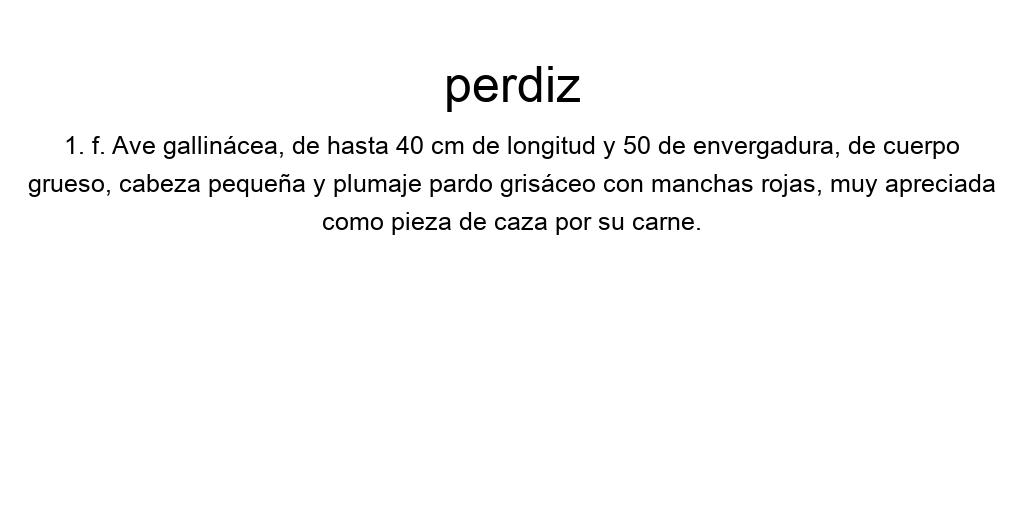 perdiz
1. f. Ave gallinácea, de hasta 40 cm de longitud y 50 de envergadura, de cuerpo
grueso, cabeza pequeña y plumaje pardo grisáceo con manchas rojas, muy apreciada
como pieza de caza por su carne.